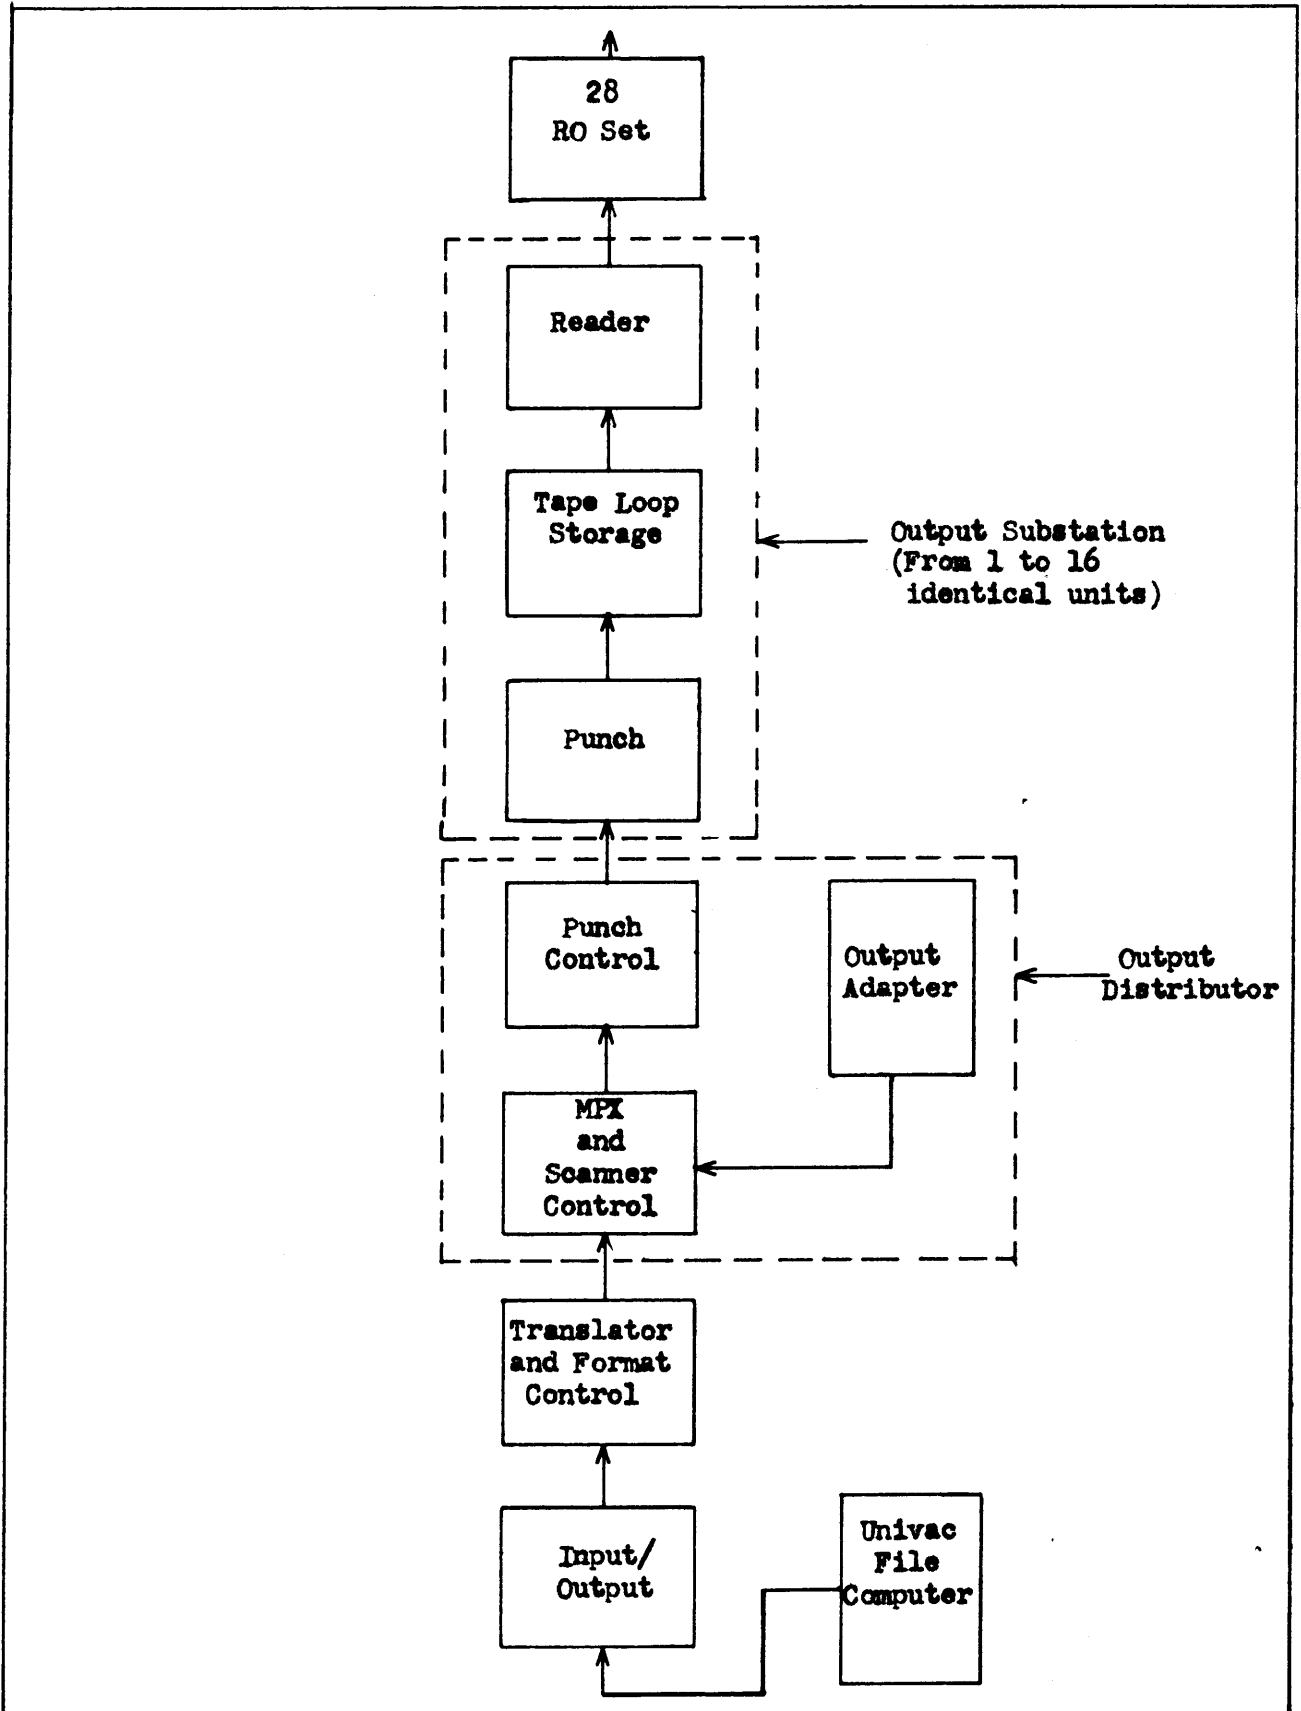 28
RO Set
Reader
Tape Loop
Storage
Output Substation
(From 1 to 16
identical units)
Punch
Punch
Control
Output
Adapter
Output
Distributor
MPX
and
Scanner
Control
Translator
and Format
Control
Input/
Output
Univac
File
Computer